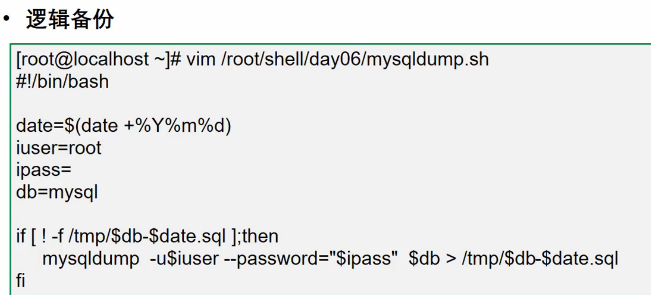 • 逻辑备份
[root@localhost ~]# vim /root/shell/day06/mysqldump.sh
#!/bin/bash
date=$(date +%Y%m%d)
iuser=root
ipass=
db=mysql
if [ ! -f /tmp/$db-$date.sql ];then
mysqldump -u$iuser --password="$ipass" $db > /tmp/$db-$date.sql
fi